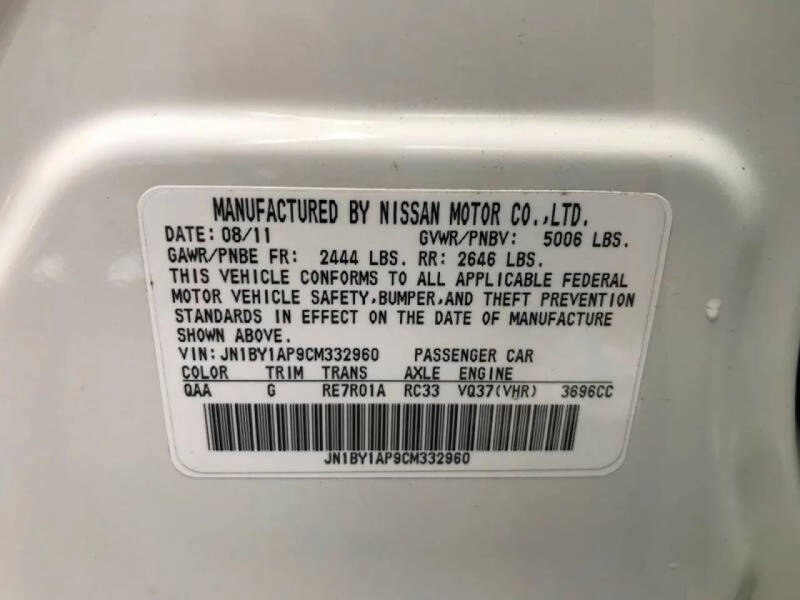 MANUFACTURED BY NISSAN MOTOR CO.,LTD.
DATE: 08/11 GVWR/PNBV: 5006 LBS.
GAWR/PNBE FR: 2444 LBS. RR: 2646 LBS.
THIS VEHICLE CONFORMS TO ALL APPLICABLE FEDERAL
MOTOR VEHICLE SAFETY,BUMPER,AND THEFT PREVENTION
STANDARDS IN EFFECT ON THE DATE OF MANUFACTURE
SHOWN ABOVE.
VIN: JN1BY1AP9CM332960 PASSENGER CAR
COLOR TRIM TRANS AXLE ENGINE
QAA G RE7R01A RC33 VQ37(VHR) 3696CC
JN1BY1AP9CM332960